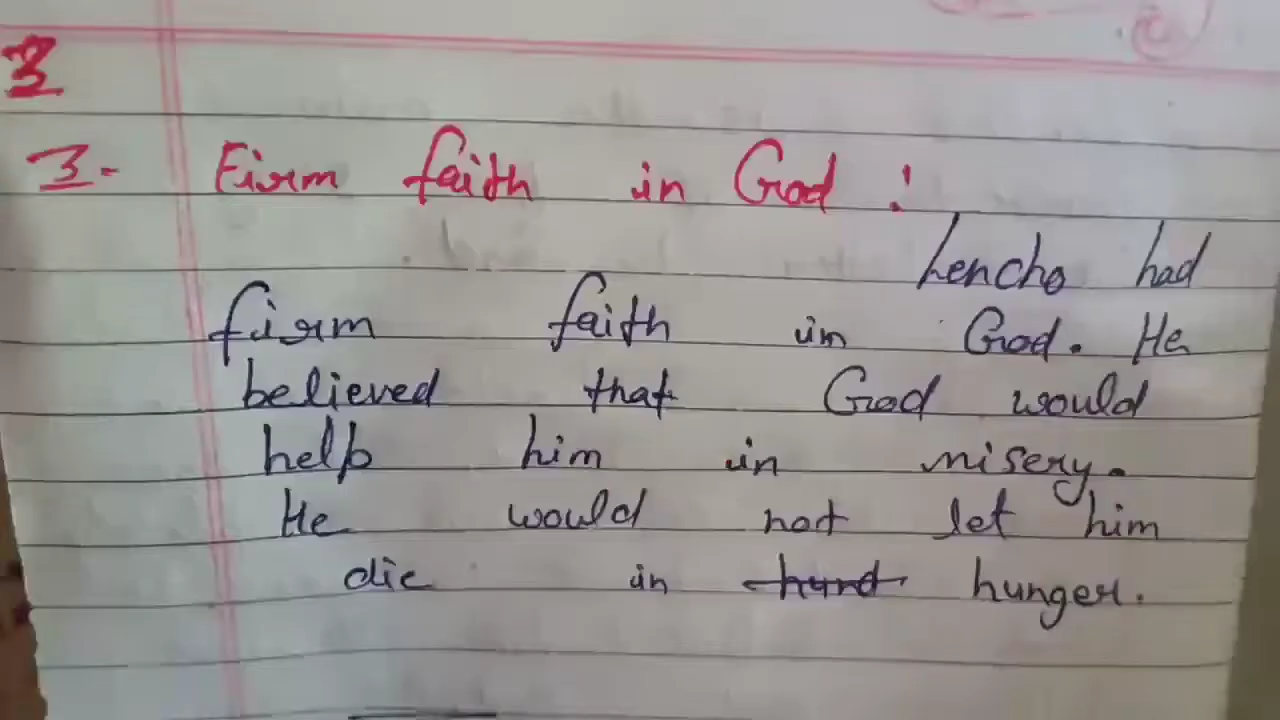 3
3- Firm faith in God :
Lencho had
firm faith in God. He
believed that God would
help him in misery.
He would not let him
die in hund hunger.